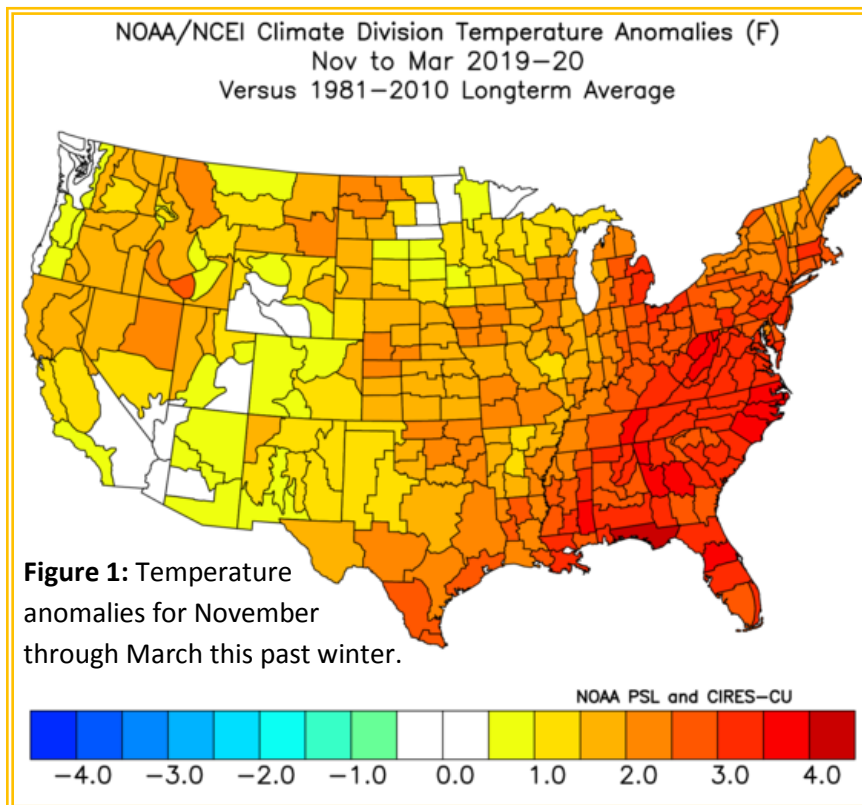 NOAA/NCEI Climate Division Temperature Anomalies (F)
Nov to Mar 2019–20
Versus 1981–2010 Longterm Average
Figure 1: Temperature
anomalies for November
through March this past winter.
NOAA PSL and CIRES–CU
−4.0 −3.0 −2.0 −1.0 0.0 1.0 2.0 3.0 4.0